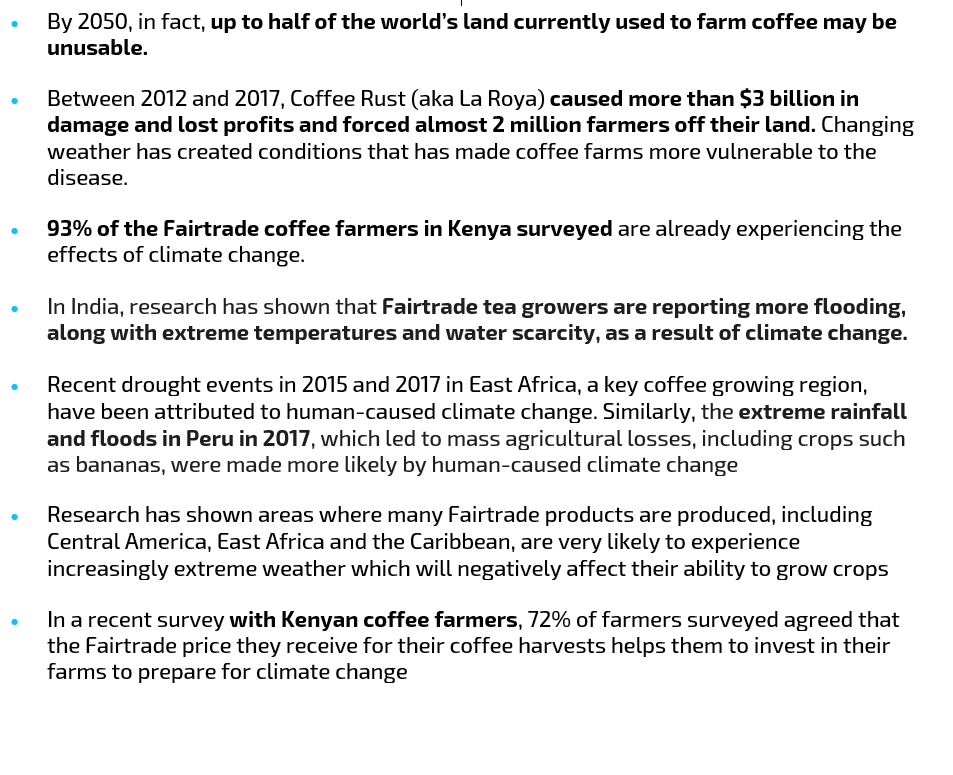 • By 2050, in fact, up to half of the world's land currently used to farm coffee may be
unusable.
• Between 2012 and 2017, Coffee Rust (aka La Roya) caused more than $3 billion in
damage and lost profits and forced almost 2 million farmers off their land. Changing
weather has created conditions that has made coffee farms more vulnerable to the
disease.
• 93% of the Fairtrade coffee farmers in Kenya surveyed are already experiencing the
effects of climate change.
• In India, research has shown that Fairtrade tea growers are reporting more flooding,
along with extreme temperatures and water scarcity, as a result of climate change.
• Recent drought events in 2015 and 2017 in East Africa, a key coffee growing region,
have been attributed to human-caused climate change. Similarly, the extreme rainfall
and floods in Peru in 2017, which led to mass agricultural losses, including crops such
as bananas, were made more likely by human-caused climate change
• Research has shown areas where many Fairtrade products are produced, including
Central America, East Africa and the Caribbean, are very likely to experience
increasingly extreme weather which will negatively affect their ability to grow crops
• In a recent survey with Kenyan coffee farmers, 72% of farmers surveyed agreed that
the Fairtrade price they receive for their coffee harvests helps them to invest in their
farms to prepare for climate change